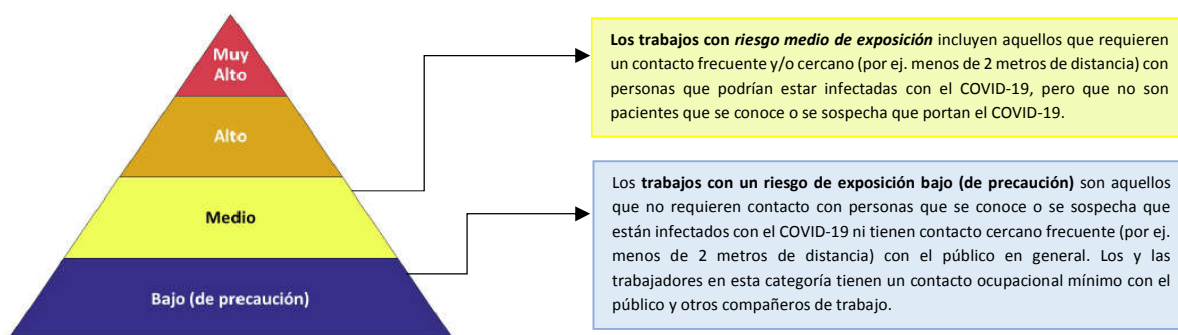 Muy
Alto
Alto
Medio
Bajo (de precaución)
Los trabajos con riesgo medio de exposición incluyen aquellos que requieren
un contacto frecuente y/o cercano (por ej. menos de 2 metros de distancia) con
personas que podrían estar infectadas con el COVID-19, pero que no son
pacientes que se conoce o se sospecha que portan el COVID-19.
Los trabajos con un riesgo de exposición bajo (de precaución) son aquellos
que no requieren contacto con personas que se conoce o se sospecha que
están infectados con el COVID-19 ni tienen contacto cercano frecuente (por ej.
menos de 2 metros de distancia) con el público en general. Los y las
trabajadores en esta categoría tienen un contacto ocupacional mínimo con el
público y otros compañeros de trabajo.